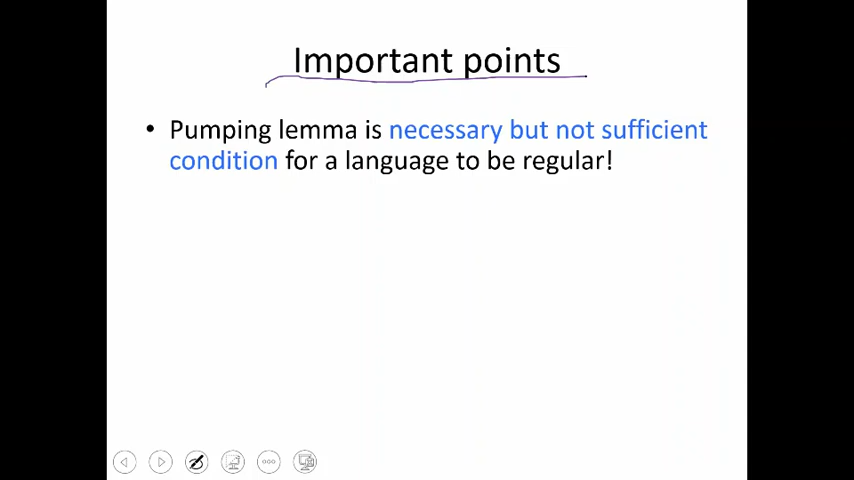 Important points
• Pumping lemma is necessary but not sufficient
condition for a language to be regular!